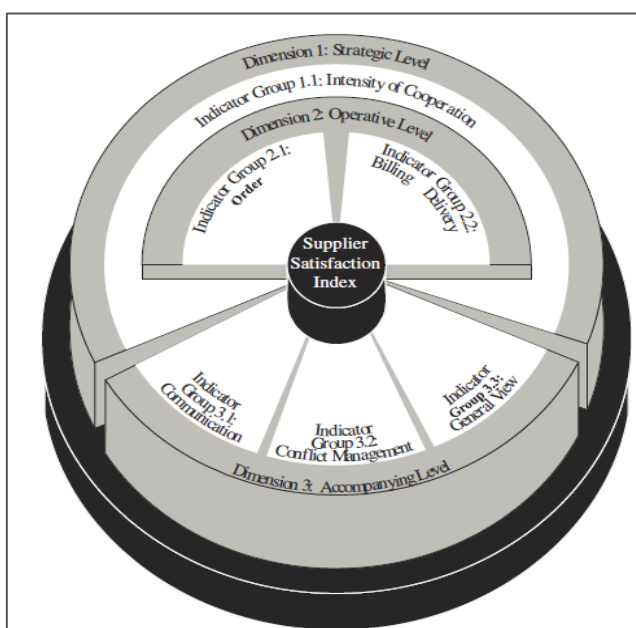 Dimension 1: Strategic Level
Indicator Group 1.1: Intensity of Cooperation
Dimension 2: Operative Level
Indicator Group 2.1:
Order
Indicator Group 2.2:
Billing Delivery
Supplier
Satisfaction
Index
Indicator
Group 3.1:
Communication
Indicator
Group 3.2:
Conflict Management
Indicator
Group 3.3:
General View
Dimension 3: Accompanying Level